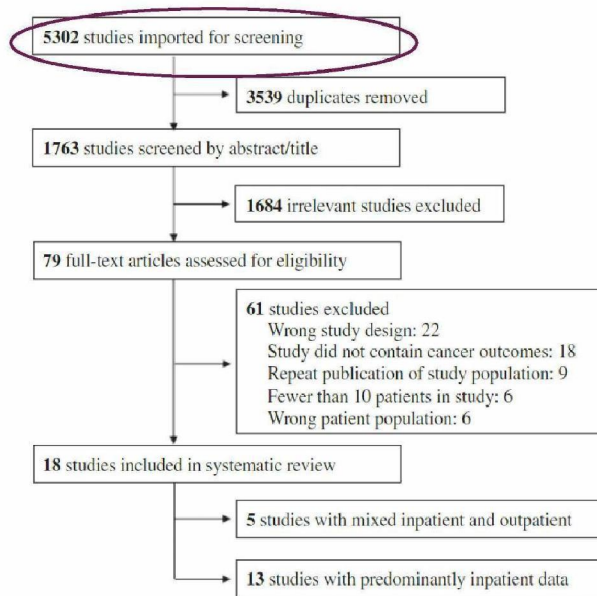 5302 studies imported for screening
3539 duplicates removed
1763 studies screened by abstract/title
1684 irrelevant studies excluded
79 full-text articles assessed for eligibility
61 studies excluded
Wrong study design: 22
Study did not contain cancer outcomes: 18
Repeat publication of study population: 9
Fewer than 10 patients in study: 6
Wrong patient population: 6
18 studies included in systematic review
5 studies with mixed inpatient and outpatient
13 studies with predominantly inpatient data